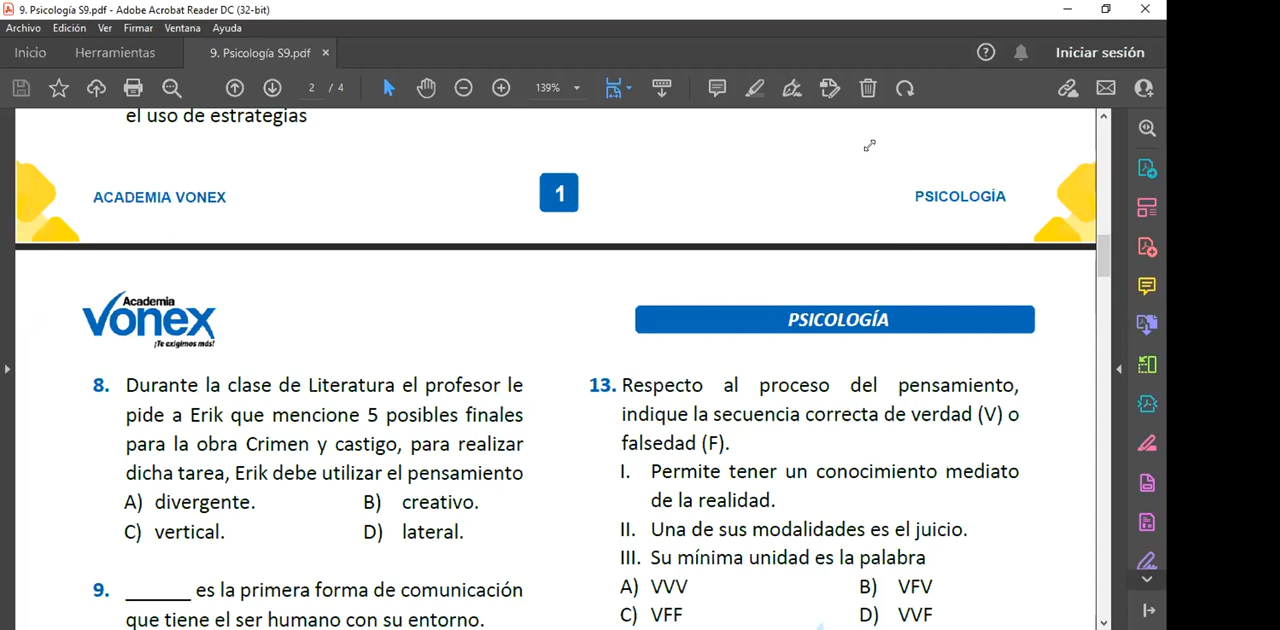 9. Psicología S9.pdf - Adobe Acrobat Reader DC (32-bit)
Archivo Edición Ver Firmar Ventana Ayuda
Inicio Herramientas 9. Psicología S9.pdf × Iniciar sesión
2 / 4 139%
el uso de estrategias
ACADEMIA VONEX 1 PSICOLOGÍA
Academia
vonex
¡Te exigimos más!
PSICOLOGÍA
8. Durante la clase de Literatura el profesor le
pide a Erik que mencione 5 posibles finales
para la obra Crimen y castigo, para realizar
dicha tarea, Erik debe utilizar el pensamiento
A) divergente. B) creativo.
C) vertical. D) lateral.
9. ______ es la primera forma de comunicación
que tiene el ser humano con su entorno.
13. Respecto al proceso del pensamiento,
indique la secuencia correcta de verdad (V) o
falsedad (F).
I. Permite tener un conocimiento mediato
de la realidad.
II. Una de sus modalidades es el juicio.
III. Su mínima unidad es la palabra
A) VVV B) VFV
C) VFF D) VVF